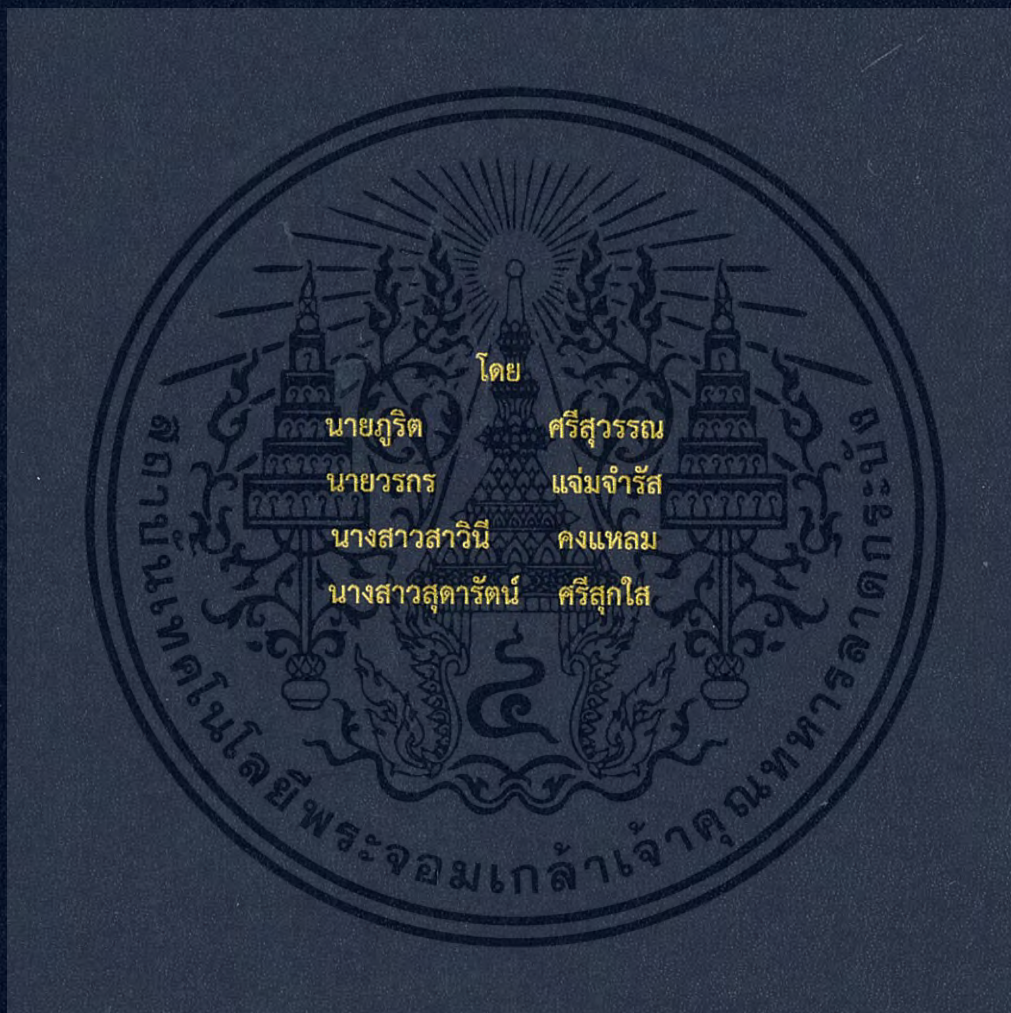 โดย
นายภูริต ศรีสุวรรณ
นายวรกร แจ่มจำรัส
นางสาวสาวินี คงแหลม
นางสาวสุดารัตน์ ศรีสุกใส
๔
สถาบันเทคโนโลยีพระจอมเกล้าเจ้าคุณทหารลาดกระบัง